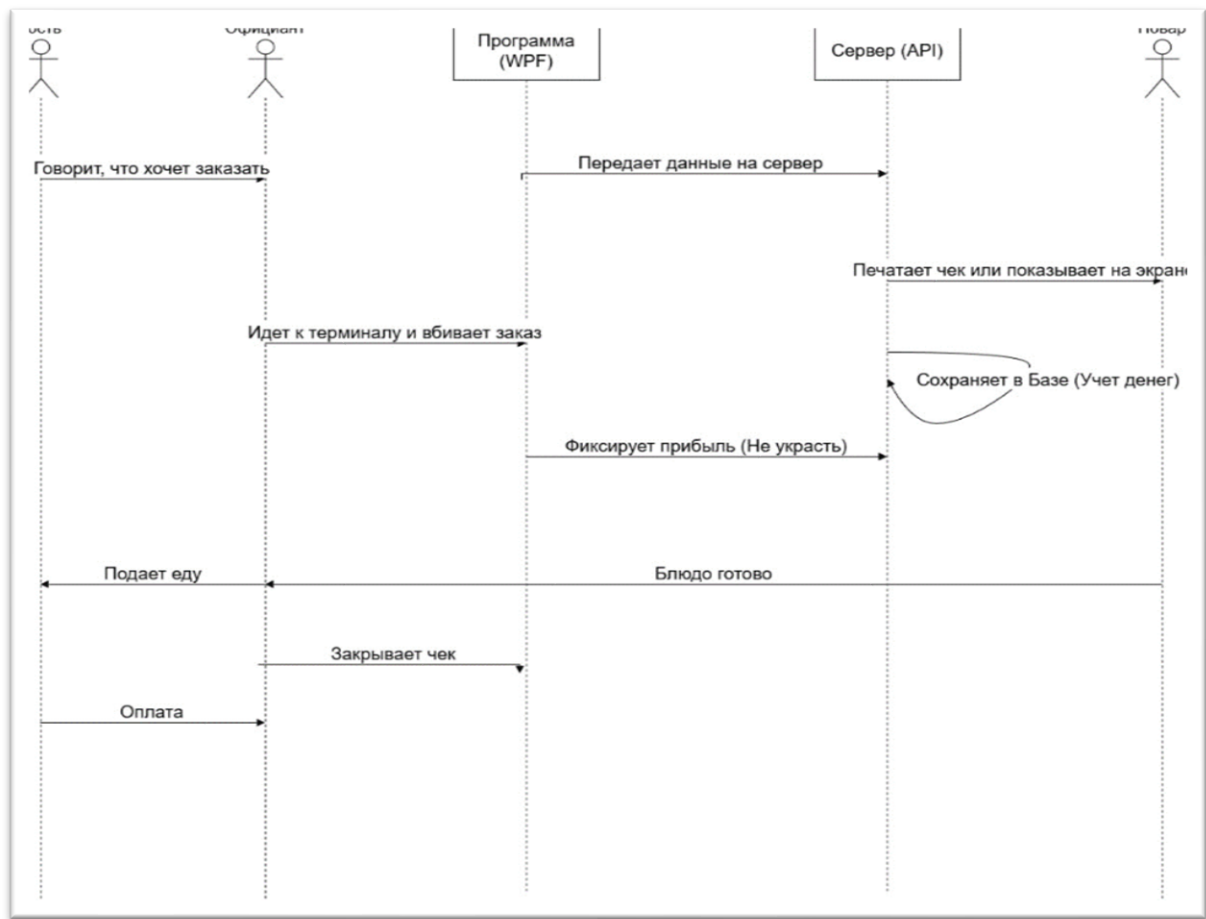 Официант
Программа
(WPF)
Сервер (API)
Повар
Говорит, что хочет заказать
Передает данные на сервер
Печатает чек или показывает на экран
Идет к терминалу и вбивает заказ
Сохраняет в Базе (Учет денег)
Фиксирует прибыль (Не украсть)
Подает еду
Блюдо готово
Закрывает чек
Оплата